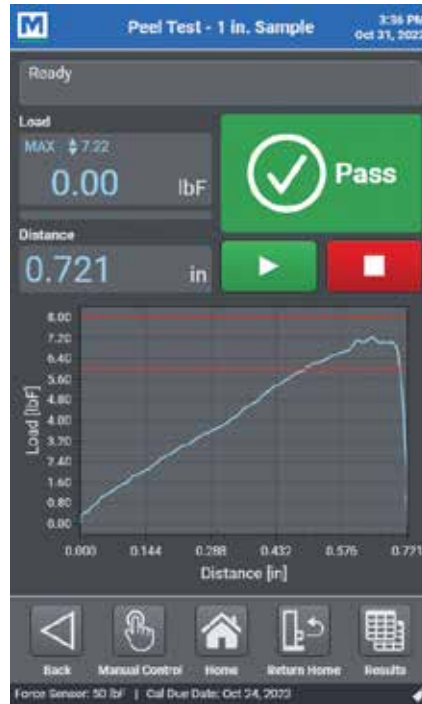 M
Peel Test - 1 in. Sample
3:36 PM
Oct 31, 2023
Ready
Load
MAX 7.22
0.00 lbF
Pass
Distance
0.721 in
8.00
7.20
6.40
5.60
4.80
4.00
3.20
2.40
1.60
0.80
0.00
Load [lbF]
0.000 0.144 0.288 0.432 0.576 0.721
Distance [in]
Back Manual Control Home Return Home Results
Force Sensor: 50 lbF | Cal Due Date: Oct 24, 2023